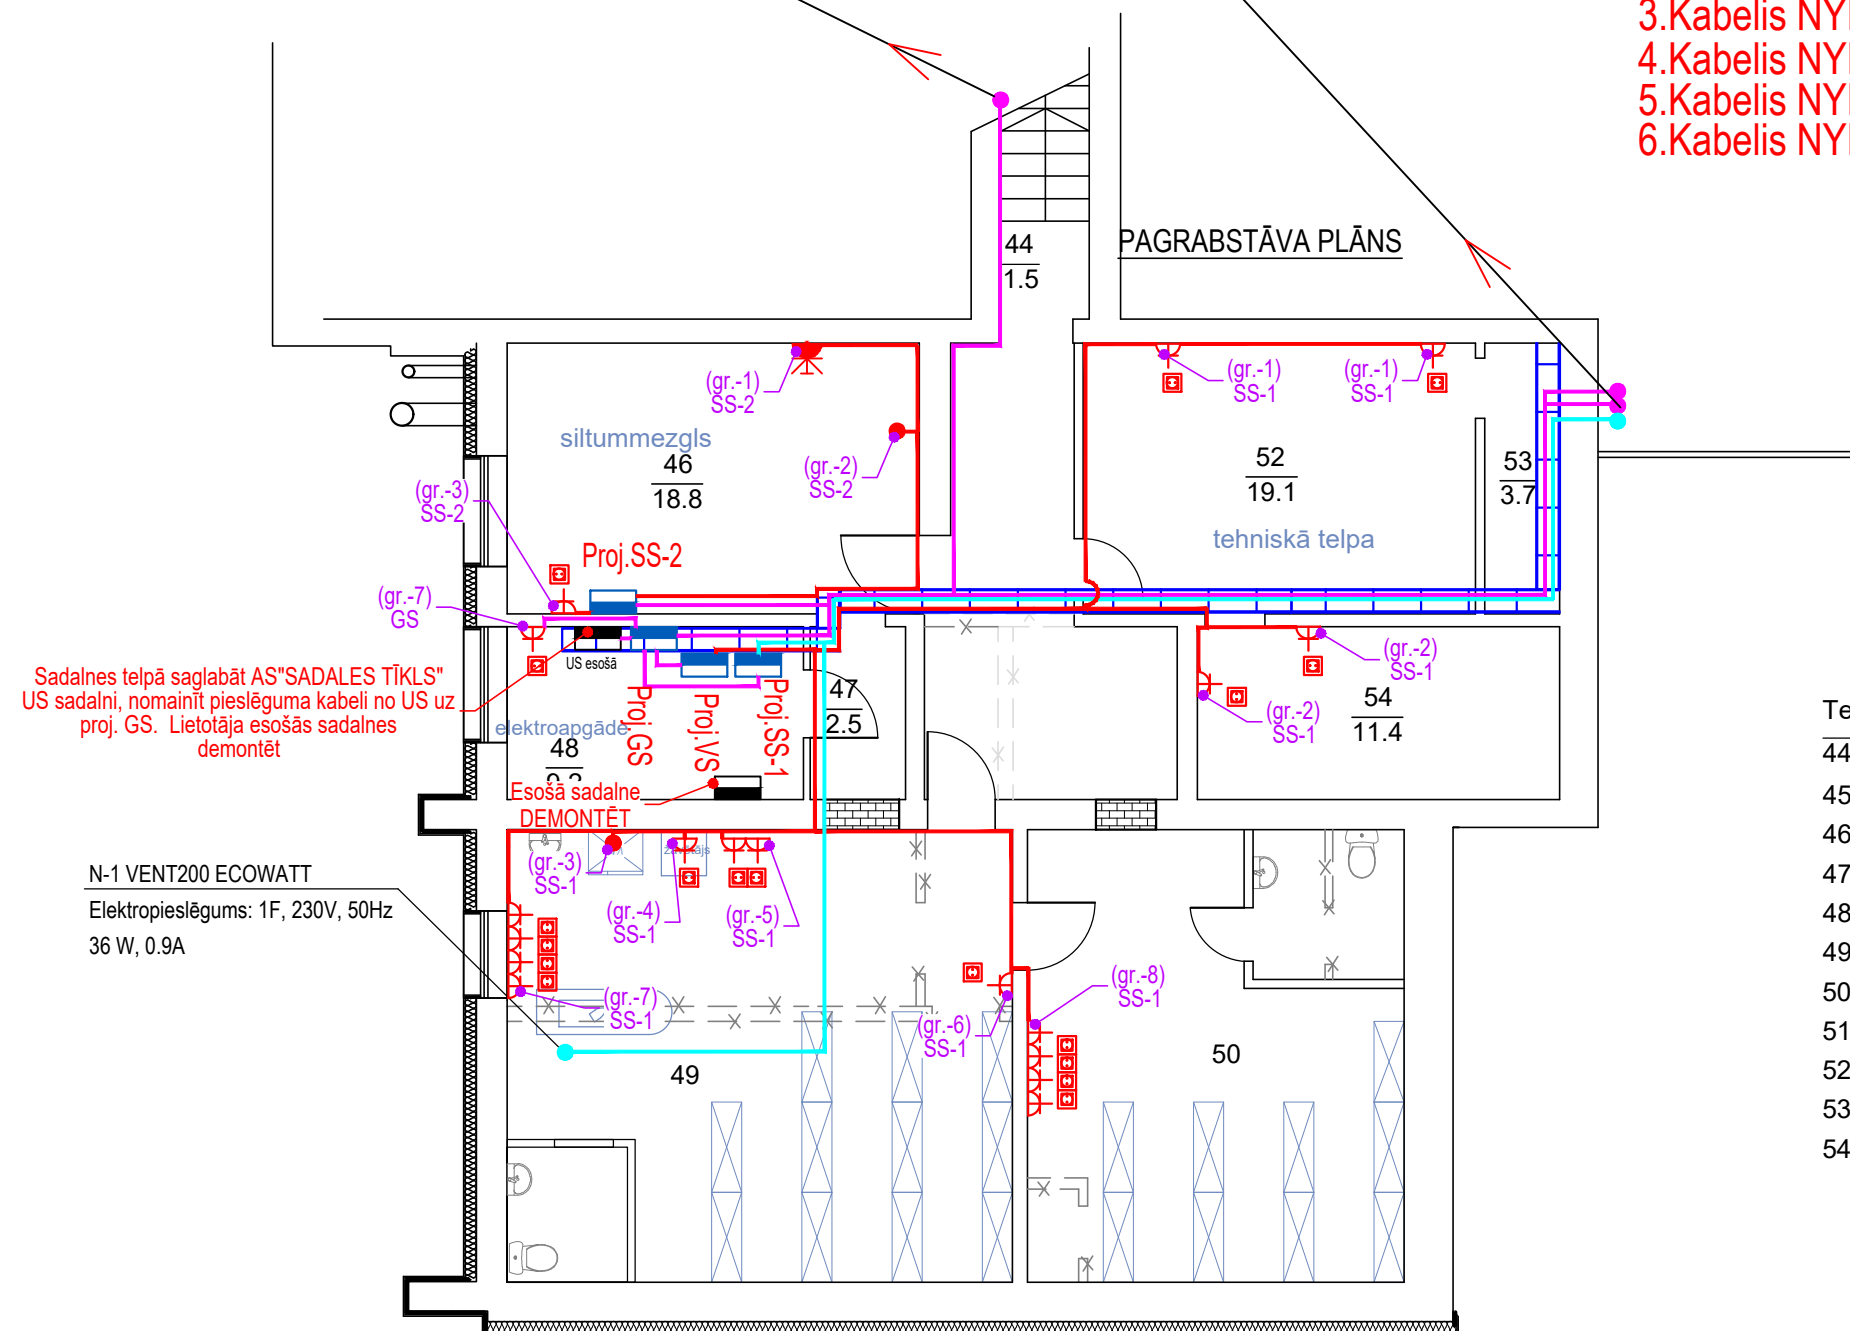 3.Kabelis
4.Kabelis
5.Kabelis
6.Kabelis
PAGRABSTĀVA PLĀNS
44
1.5
(gr.-1)
SS-2
(gr.-1)
SS-1
(gr.-1)
SS-1
siltummezgls
46
18.8
(gr.-2)
SS-2
52
19.1
53
3.7
(gr.-3)
SS-2
tehniskā telpa
Proj.SS-2
(gr.-7)
GS
US esošā
(gr.-2)
SS-1
Sadalnes telpā saglabāt AS"SADALES TĪKLS"
US sadalni, nomainīt pieslēguma kabeli no US uz
proj. GS. Lietotāja esošās sadalnes
demontēt
Proj.GS
Proj.VS
Proj.SS-1
47
2.5
54
11.4
(gr.-2)
SS-1
elektroapgāde
48
Esošā sadalne
DEMONTĒT
(gr.-3)
SS-1
(gr.-4)
SS-1
(gr.-5)
SS-1
N-1 VENT200 ECOWATT
Elektropieslēgums: 1F, 230V, 50Hz
36 W, 0.9A
(gr.-7)
SS-1
(gr.-6)
SS-1
(gr.-8)
SS-1
49
50
44
45
46
47
48
49
50
51
52
53
54